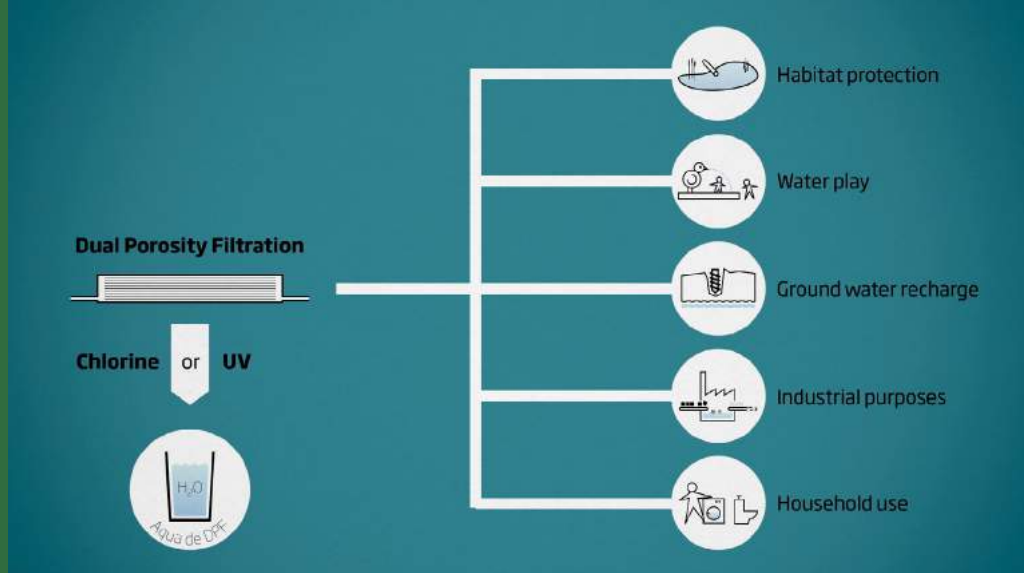 Dual Porosity Filtration
Chlorine or UV
H₂O
Aqua de DPF
Habitat protection
Water play
Ground water recharge
Industrial purposes
Household use